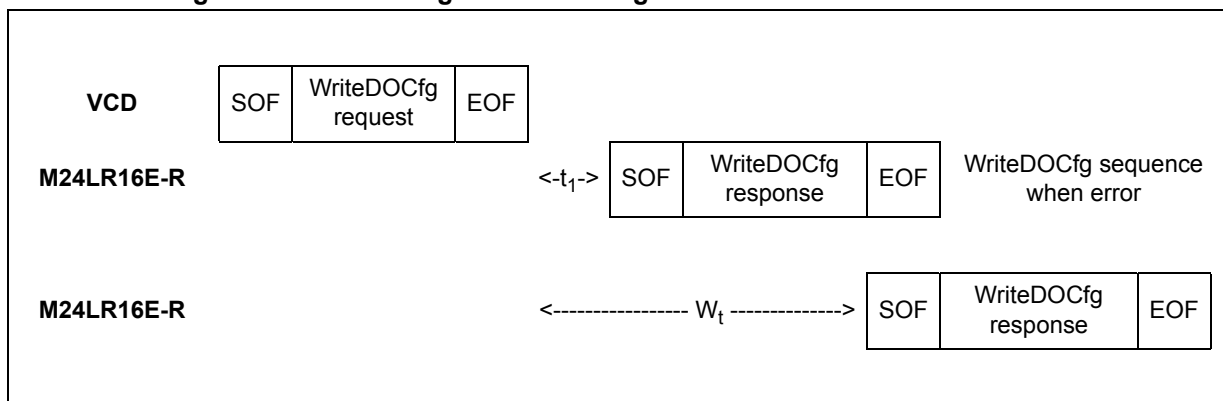 VCD
SOF
WriteDOCfg
request
EOF
M24LR16E-R
<-t1->
SOF
WriteDOCfg
response
EOF
WriteDOCfg sequence
when error
M24LR16E-R
<----------------- Wt -------------->
SOF
WriteDOCfg
response
EOF